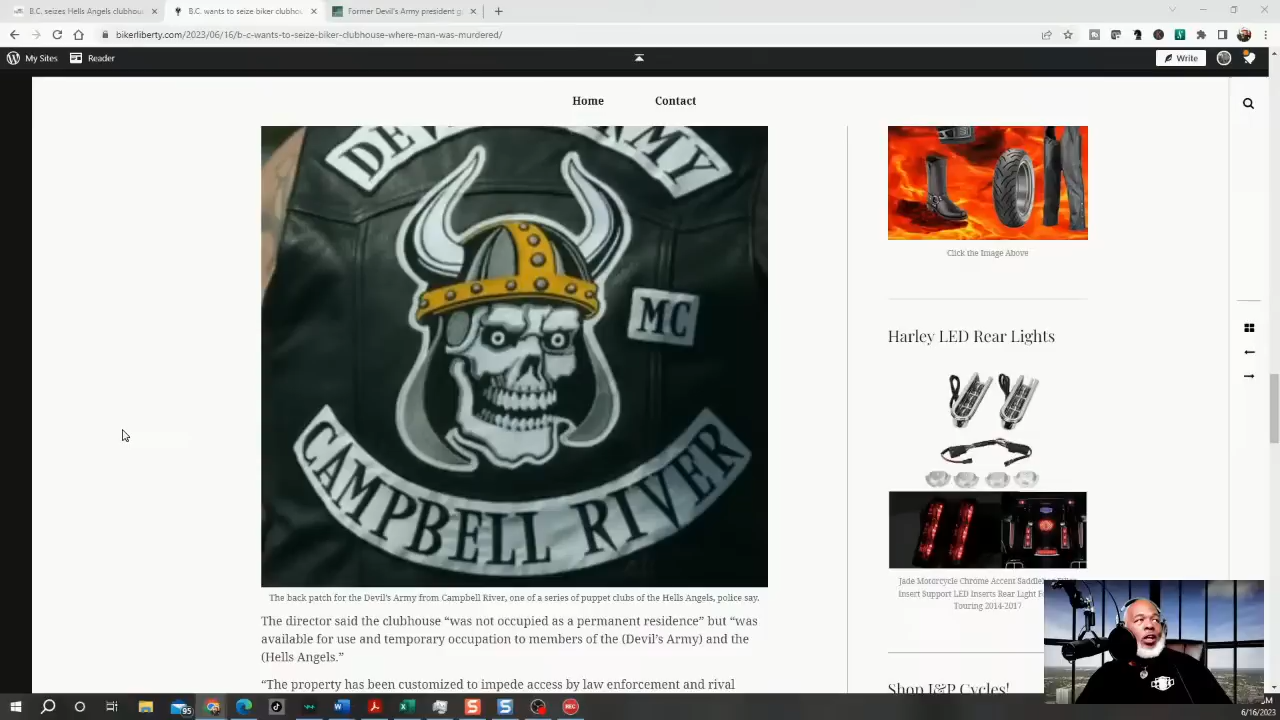 B.C. seizes Hells Angels clubhou
B.C. wants to seize biker clubhou
Former Devil's Army president g
bikerliberty.com/2023/06/16/b-c-wants-to-seize-biker-clubhouse-where-man-was-murdered/
My Sites
Reader
Write
Home
Contact
MC
CAMPBELL RIVER
The back patch for the Devil's Army from Campbell River, one of a series of puppet clubs of the Hells Angels, police say.
The director said the clubhouse “was not occupied as a permanent residence” but “was
available for use and temporary occupation to members of the (Devil’s Army) and the
(Hells Angels.”
“The property has been customized to impede access by law enforcement and rival
Click the Image Above
Harley LED Rear Lights
Jade Motorcycle Chrome Accent
Insert Support LED Inserts Rear Light
Touring 2014-2017
Shop J&P Cycles!
95
REC
6/16/2023